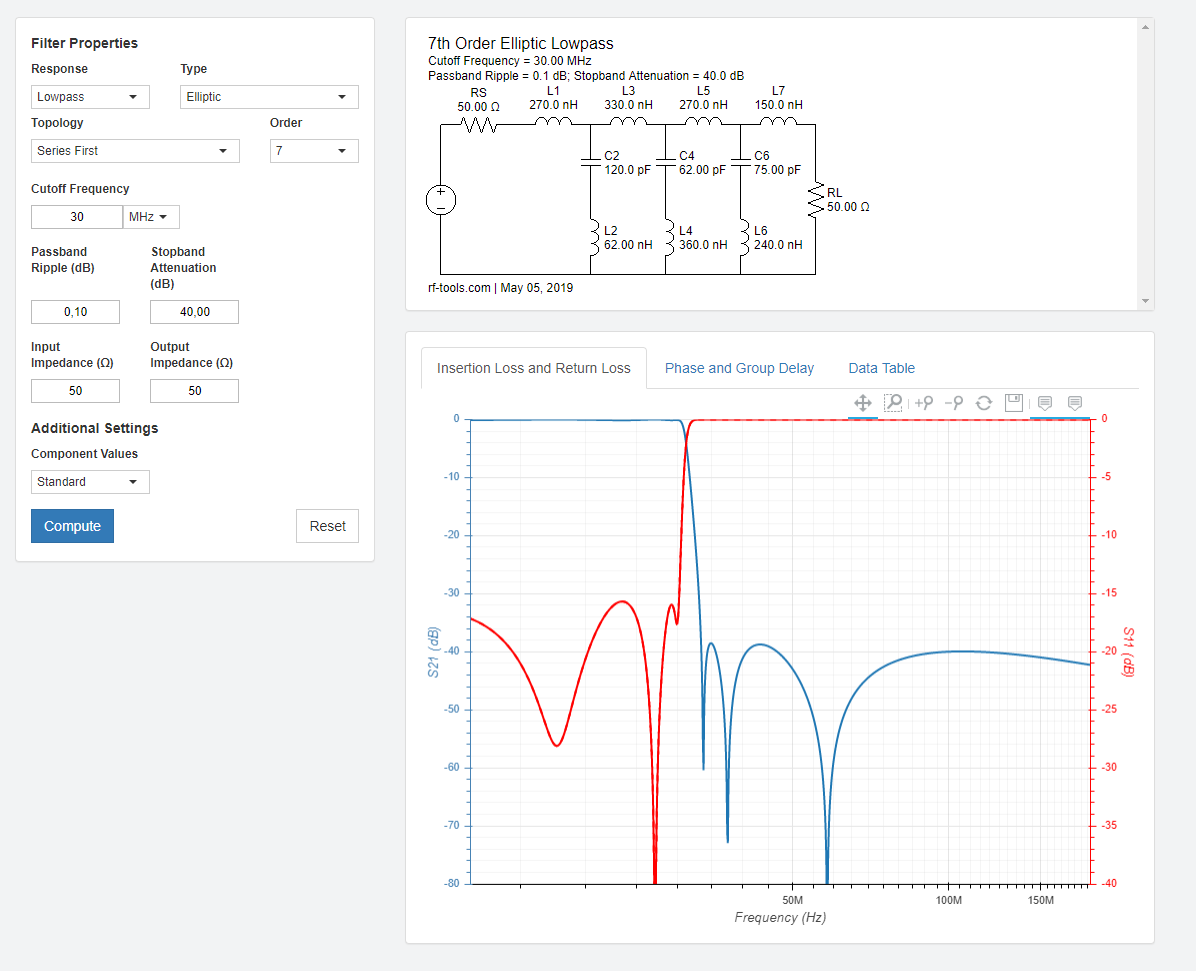 Filter Properties
Response Type
Lowpass Elliptic
Topology Order
Series First 7
Cutoff Frequency
30 MHz
Passband Ripple (dB)
Stopband Attenuation (dB)
0,10 40,00
Input Impedance (Ω)
Output Impedance (Ω)
50 50
Additional Settings
Component Values
Standard
Compute Reset
7th Order Elliptic Lowpass
Cutoff Frequency = 30.00 MHz
Passband Ripple = 0.1 dB; Stopband Attenuation = 40.0 dB
RS L1 L3 L5 L7
50.00 Ω 270.0 nH 330.0 nH 270.0 nH 150.0 nH
C2 C4 C6
120.0 pF 62.00 pF 75.00 pF
+
−
RL
50.00 Ω
L2 L4 L6
62.00 nH 360.0 nH 240.0 nH
rf-tools.com | May 05, 2019
Insertion Loss and Return Loss Phase and Group Delay Data Table
0 0
-10 -5
-20 -10
-30 -15
-40 -20
-50 -25
-60 -30
-70 -35
-80 -40
S21 (dB)
S11 (dB)
50M 100M 150M
Frequency (Hz)